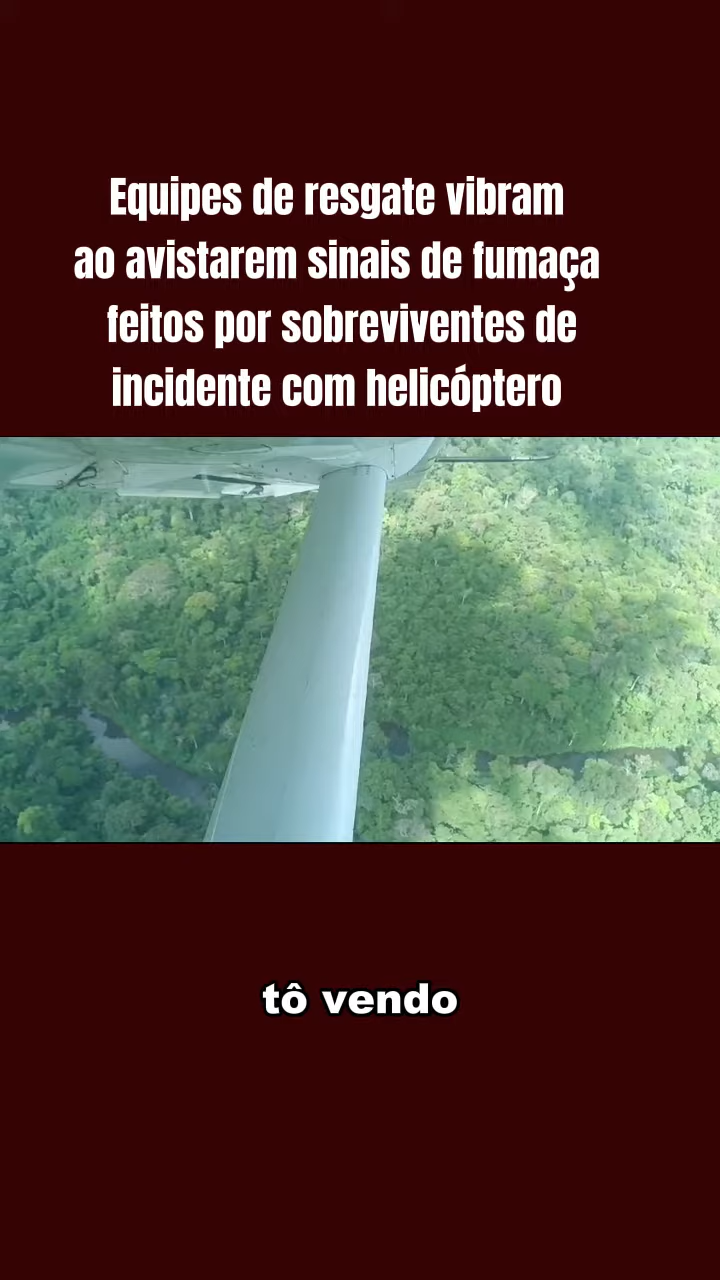 Equipes de resgate vibram
ao avistarem sinais de fumaça
feitos por sobreviventes de
incidente com helicóptero
tô vendo